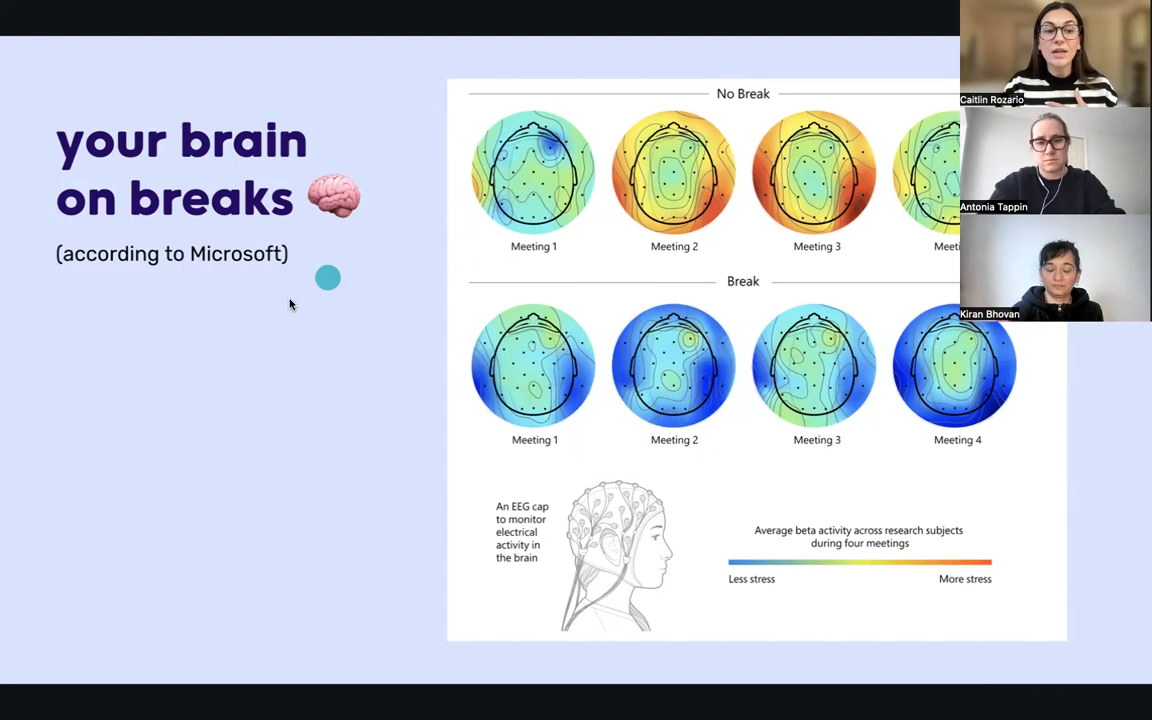 your brain
on breaks
(according to Microsoft)
No Break
Meeting 1
Meeting 2
Meeting 3
Break
Meeting 1
Meeting 2
Meeting 3
Meeting 4
An EEG cap
to monitor
electrical
activity in
the brain
Average beta activity across research subjects
during four meetings
Less stress
More stress
Caitlin Rozario
Antonia Tappin
Kiran Bhovan